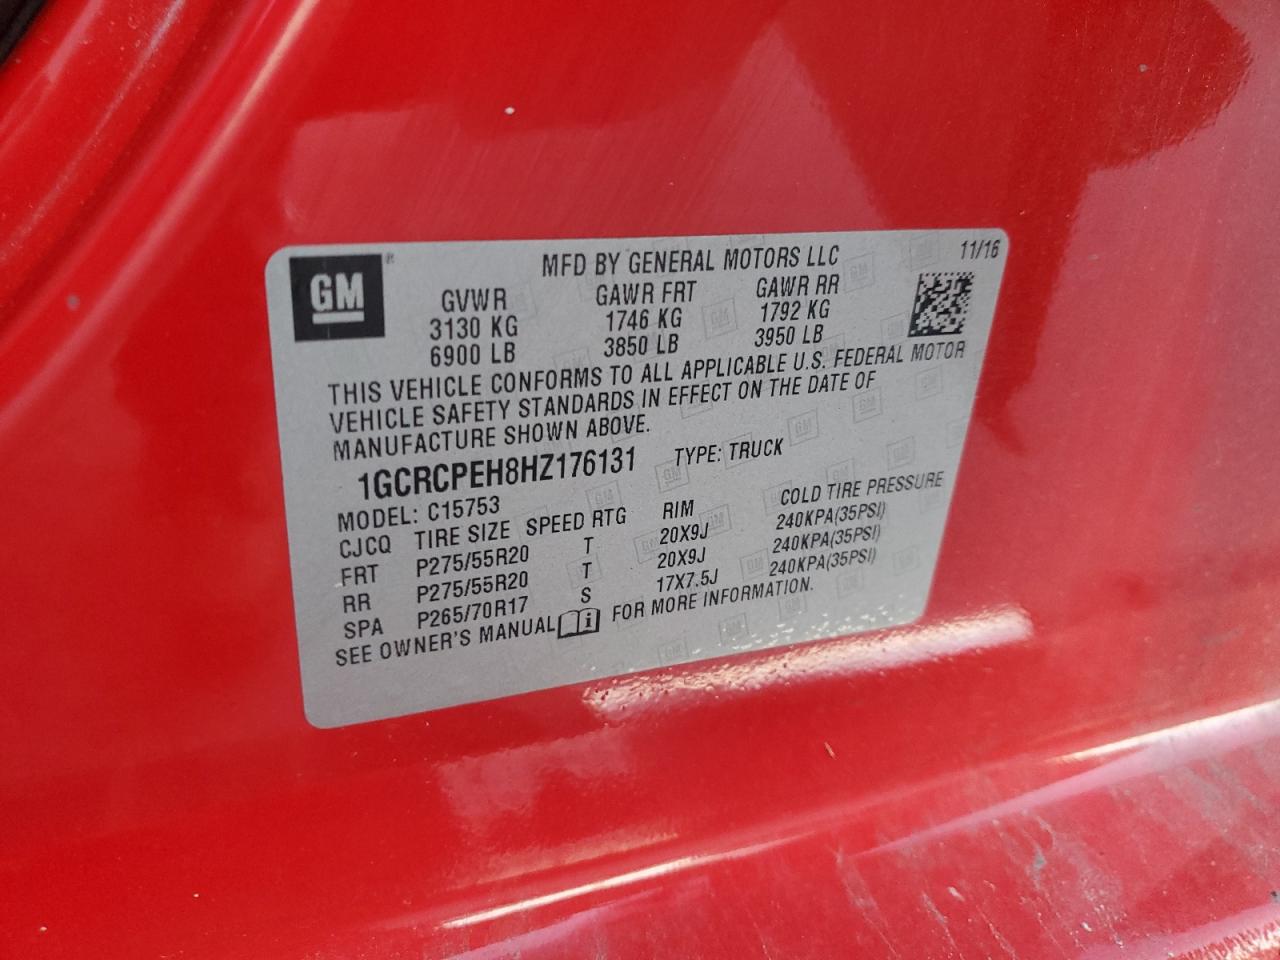 GM
®
MFD BY GENERAL MOTORS LLC
11/16
GVWR GAWR FRT GAWR RR
3130 KG 1746 KG 1792 KG
6900 LB 3850 LB 3950 LB
THIS VEHICLE CONFORMS TO ALL APPLICABLE U.S. FEDERAL MOTOR
VEHICLE SAFETY STANDARDS IN EFFECT ON THE DATE OF
MANUFACTURE SHOWN ABOVE.
1GCRCPEH8HZ176131 TYPE: TRUCK
MODEL: C15753
CJCQ TIRE SIZE SPEED RTG RIM COLD TIRE PRESSURE
FRT P275/55R20 T 20X9J 240KPA(35PSI)
RR P275/55R20 T 20X9J 240KPA(35PSI)
SPA P265/70R17 S 17X7.5J 240KPA(35PSI)
SEE OWNER'S MANUAL i FOR MORE INFORMATION.